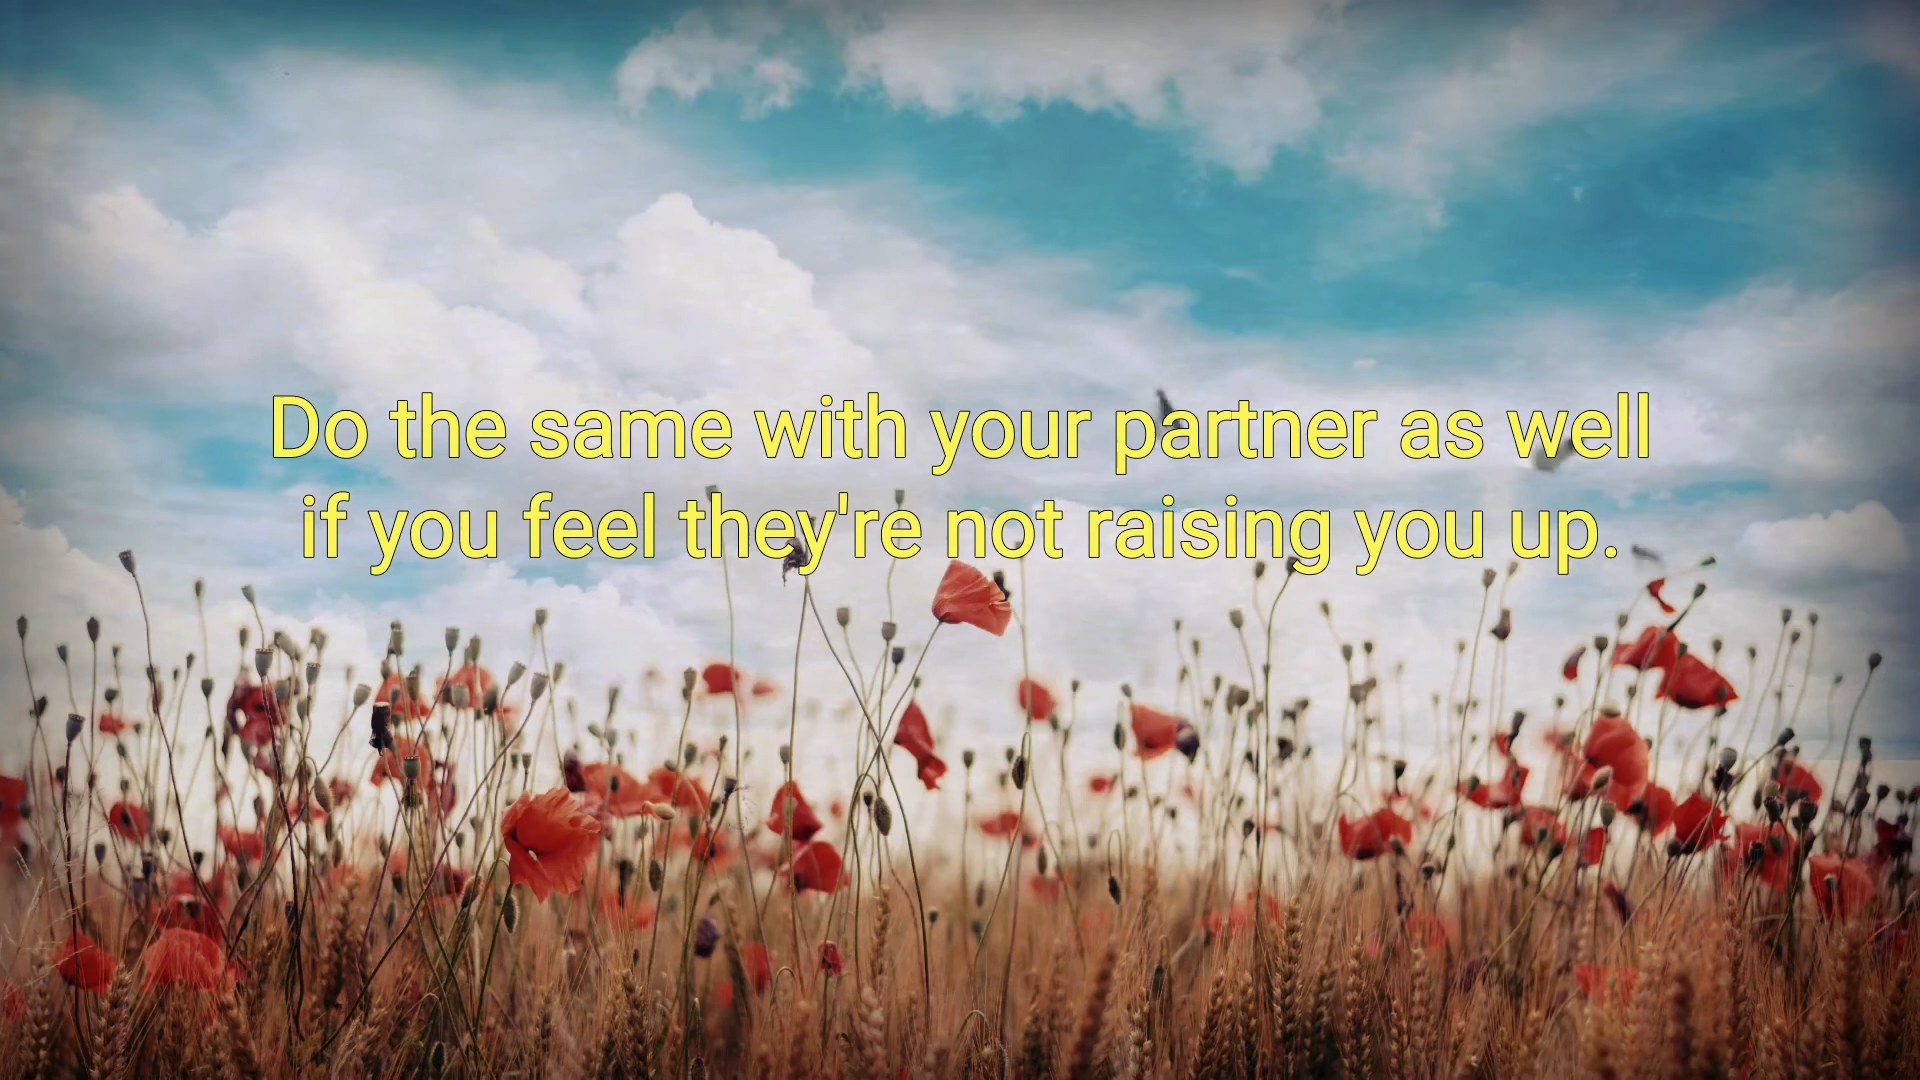 Do the same with your partner as well
if you feel they're not raising you up.